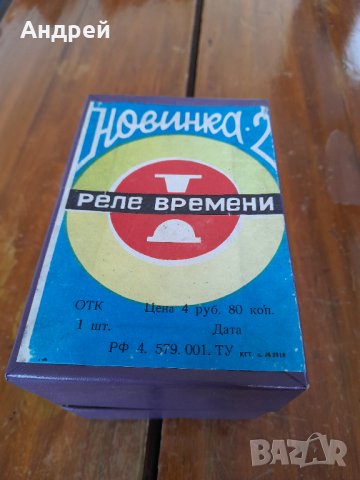 Андрей
Новинка·2
РЕЛЕ ВРЕМЕНИ
ОТК Цена 4 руб. 80 коп.
1 шт. Дата
РФ 4. 579. 001. ТУ
BAZAR